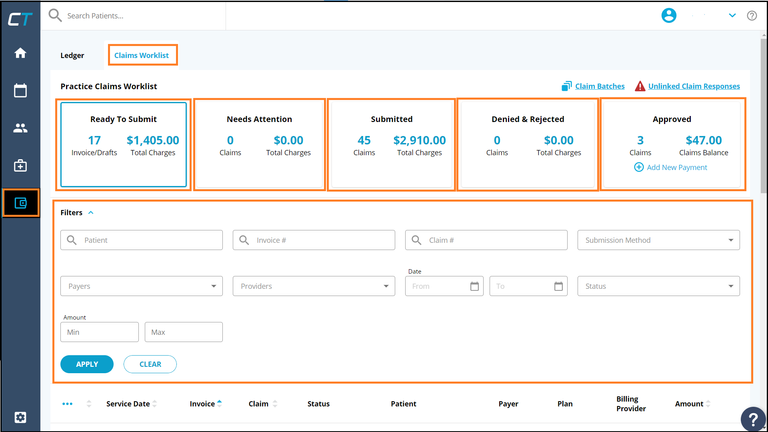 CT
Search Patients...
?
Ledger
Claims Worklist
Practice Claims Worklist
Claim Batches
Unlinked Claim Responses
Ready To Submit
17 $1,405.00
Invoice/Drafts Total Charges
Needs Attention
0 $0.00
Claims Total Charges
Submitted
45 $2,910.00
Claims Total Charges
Denied & Rejected
0 $0.00
Claims Total Charges
Approved
3 $47.00
Claims Claims Balance
Add New Payment
Filters
Patient
Invoice #
Claim #
Submission Method
Payers
Providers
Date
From
To
Status
Amount
Min
Max
APPLY
CLEAR
Service Date Invoice Claim Status Patient Payer Plan Billing Provider Amount
?